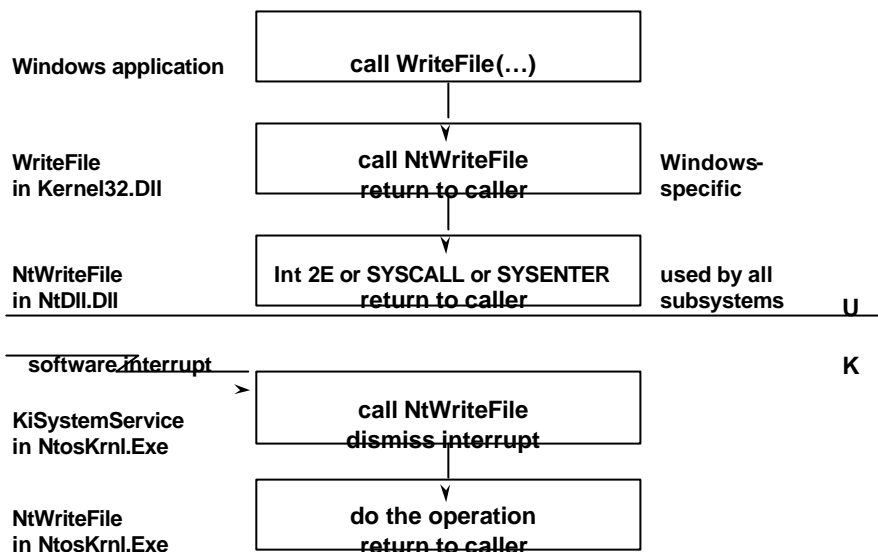 Windows application
call WriteFile(…)
WriteFile
in Kernel32.Dll
call NtWriteFile
return to caller
Windows-
specific
NtWriteFile
in NtDll.Dll
Int 2E or SYSCALL or SYSENTER
return to caller
used by all
subsystems
U
software interrupt
K
KiSystemService
in NtosKrnl.Exe
call NtWriteFile
dismiss interrupt
NtWriteFile
in NtosKrnl.Exe
do the operation
return to caller